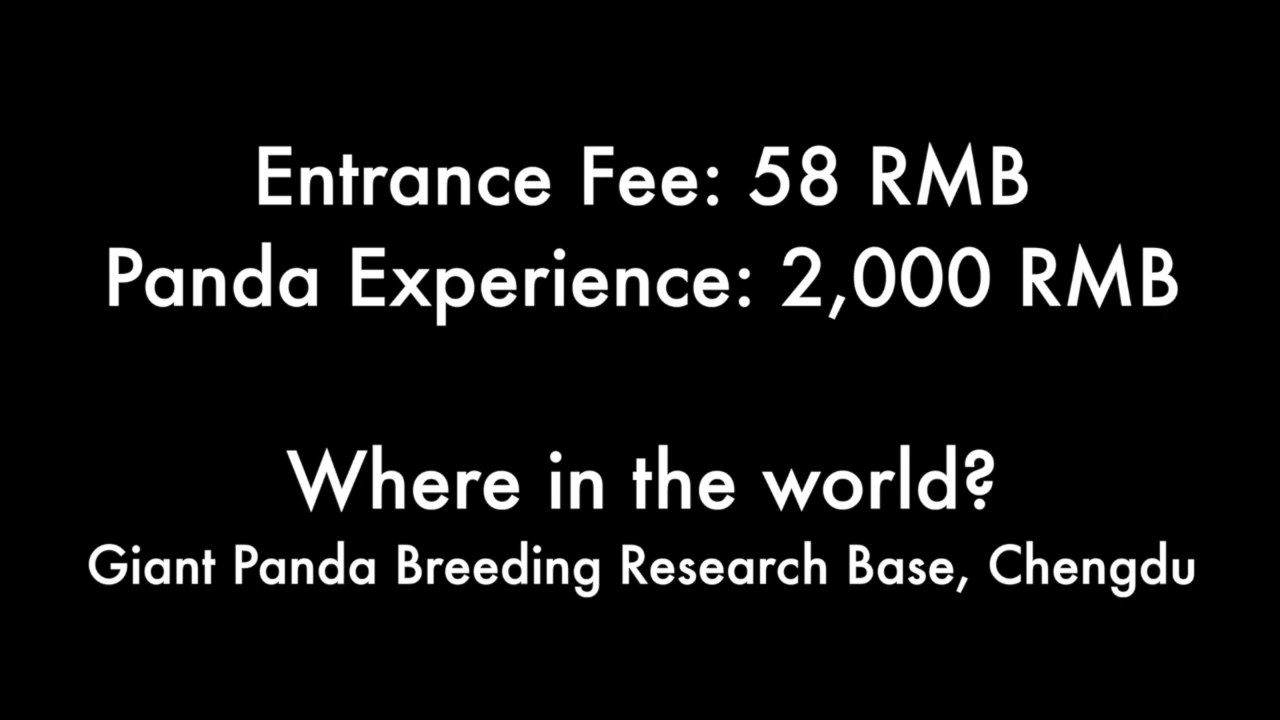 Entrance Fee: 58 RMB
Panda Experience: 2,000 RMB
Where in the world?
Giant Panda Breeding Research Base, Chengdu